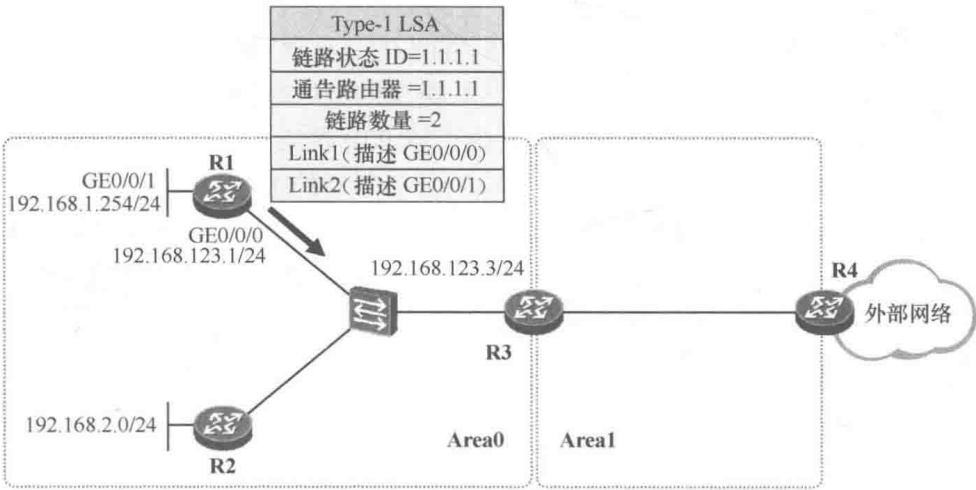 Type-1 LSA
链路状态 ID=1.1.1.1
通告路由器 =1.1.1.1
链路数量 =2
Link1(描述 GE0/0/0)
Link2(描述 GE0/0/1)
R1
GE0/0/1
192.168.1.254/24
GE0/0/0
192.168.123.1/24
192.168.123.3/24
R4
外部网络
R3
192.168.2.0/24
R2
Area0
Area1